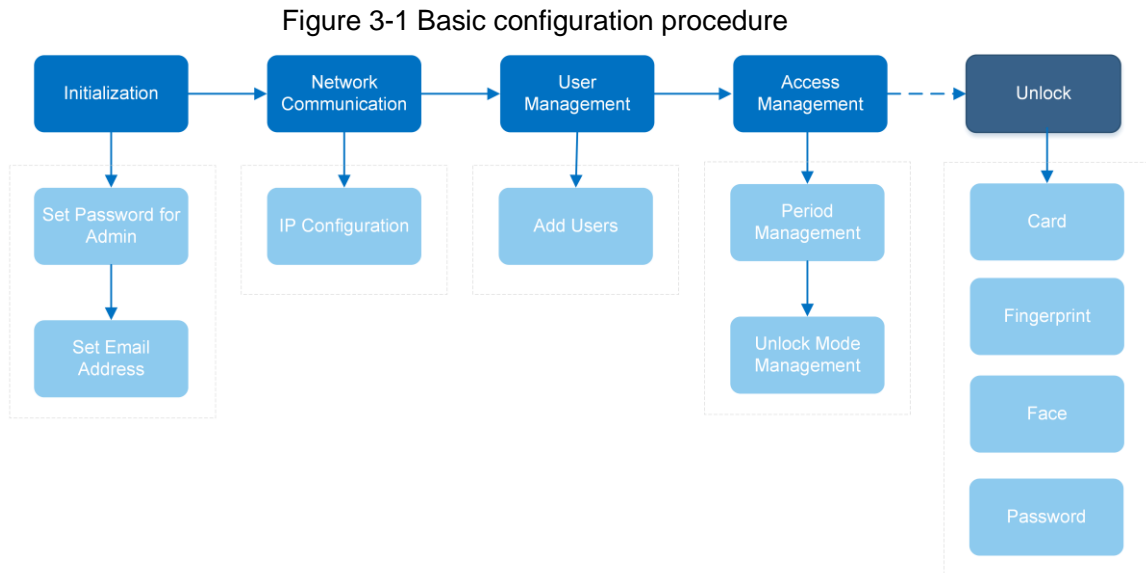 Figure 3-1 Basic configuration procedure
Initialization
Network
Communication
User
Management
Access
Management
Unlock
Set Password for
Admin
Set Email
Address
IP Configuration
Add Users
Period
Management
Unlock Mode
Management
Card
Fingerprint
Face
Password